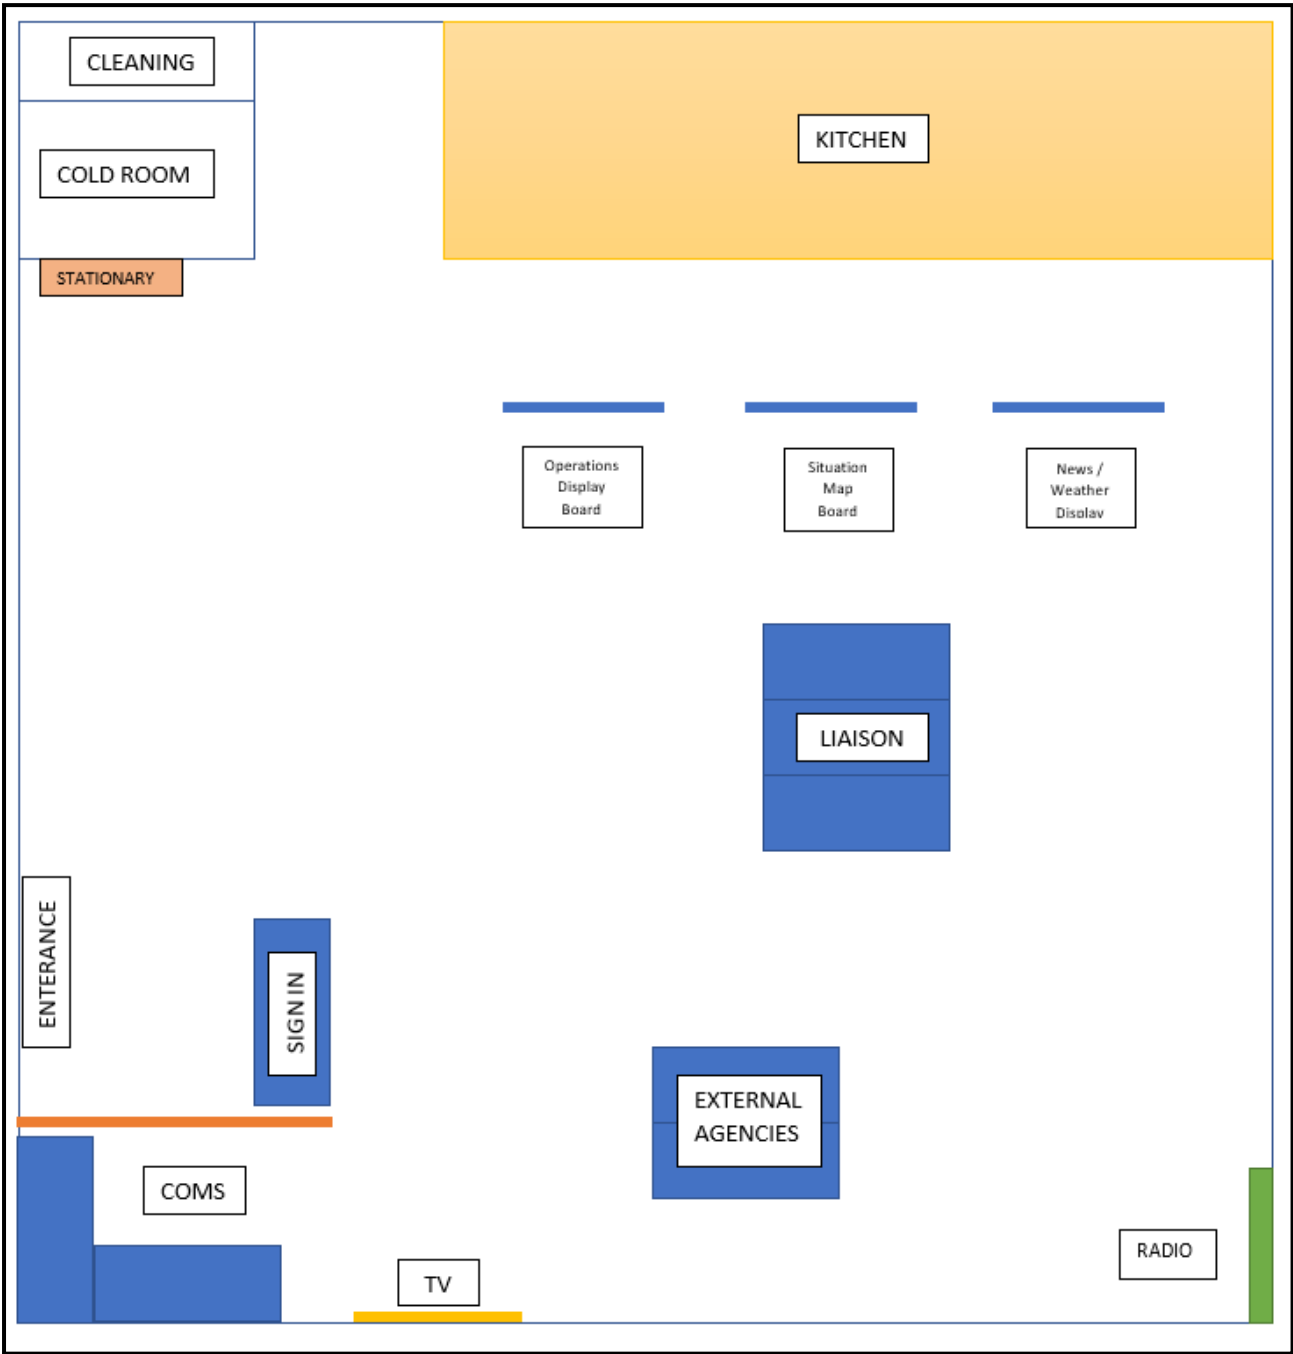 CLEANING
KITCHEN
COLD ROOM
STATIONARY
Operations
Display
Board
Situation
Map
Board
News /
Weather
Display
LIAISON
ENTERANCE
SIGN IN
EXTERNAL
AGENCIES
COMS
RADIO
TV